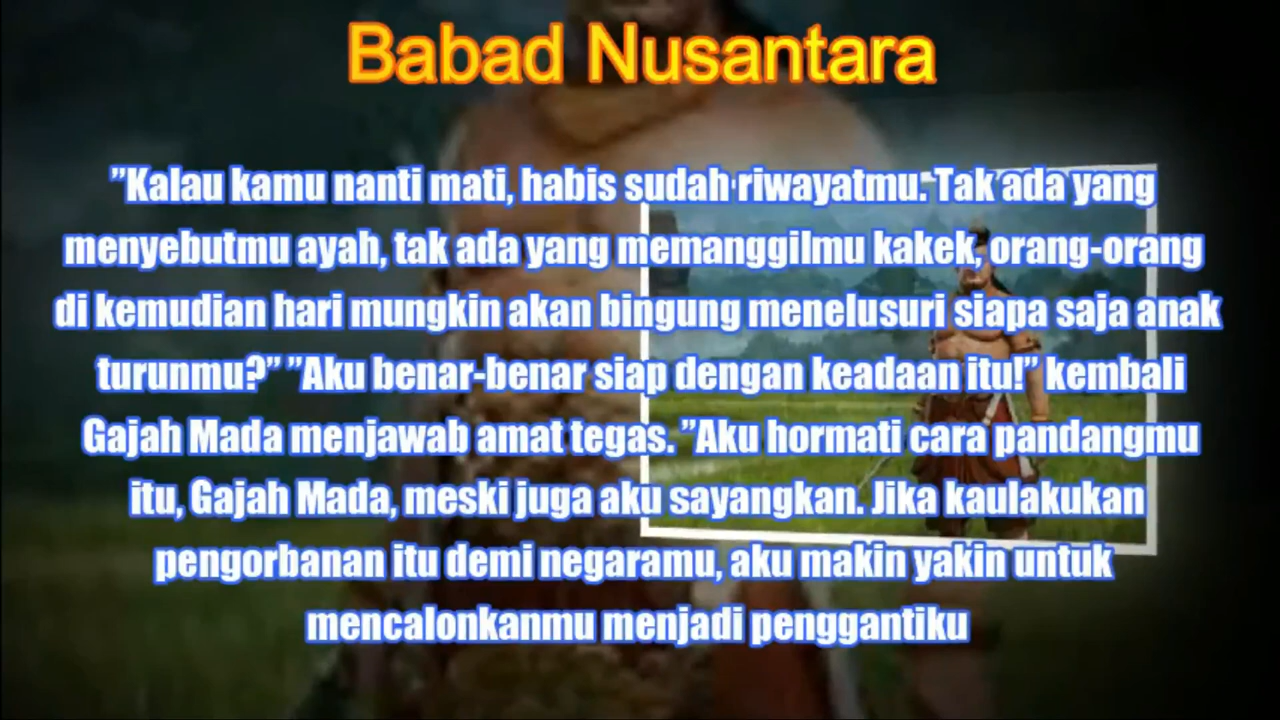 Babad Nusantara
”Kalau kamu nanti mati, habis sudah riwayatmu. Tak ada yang
menyebutmu ayah, tak ada yang memanggilmu kakek, orang-orang
di kemudian hari mungkin akan bingung menelusuri siapa saja anak
turunmu?” ”Aku benar-benar siap dengan keadaan itu!” kembali
Gajah Mada menjawab amat tegas. ”Aku hormati cara pandangmu
itu, Gajah Mada, meski juga aku sayangkan. Jika kaulakukan
pengorbanan itu demi negaramu, aku makin yakin untuk
mencalonkanmu menjadi penggantiku